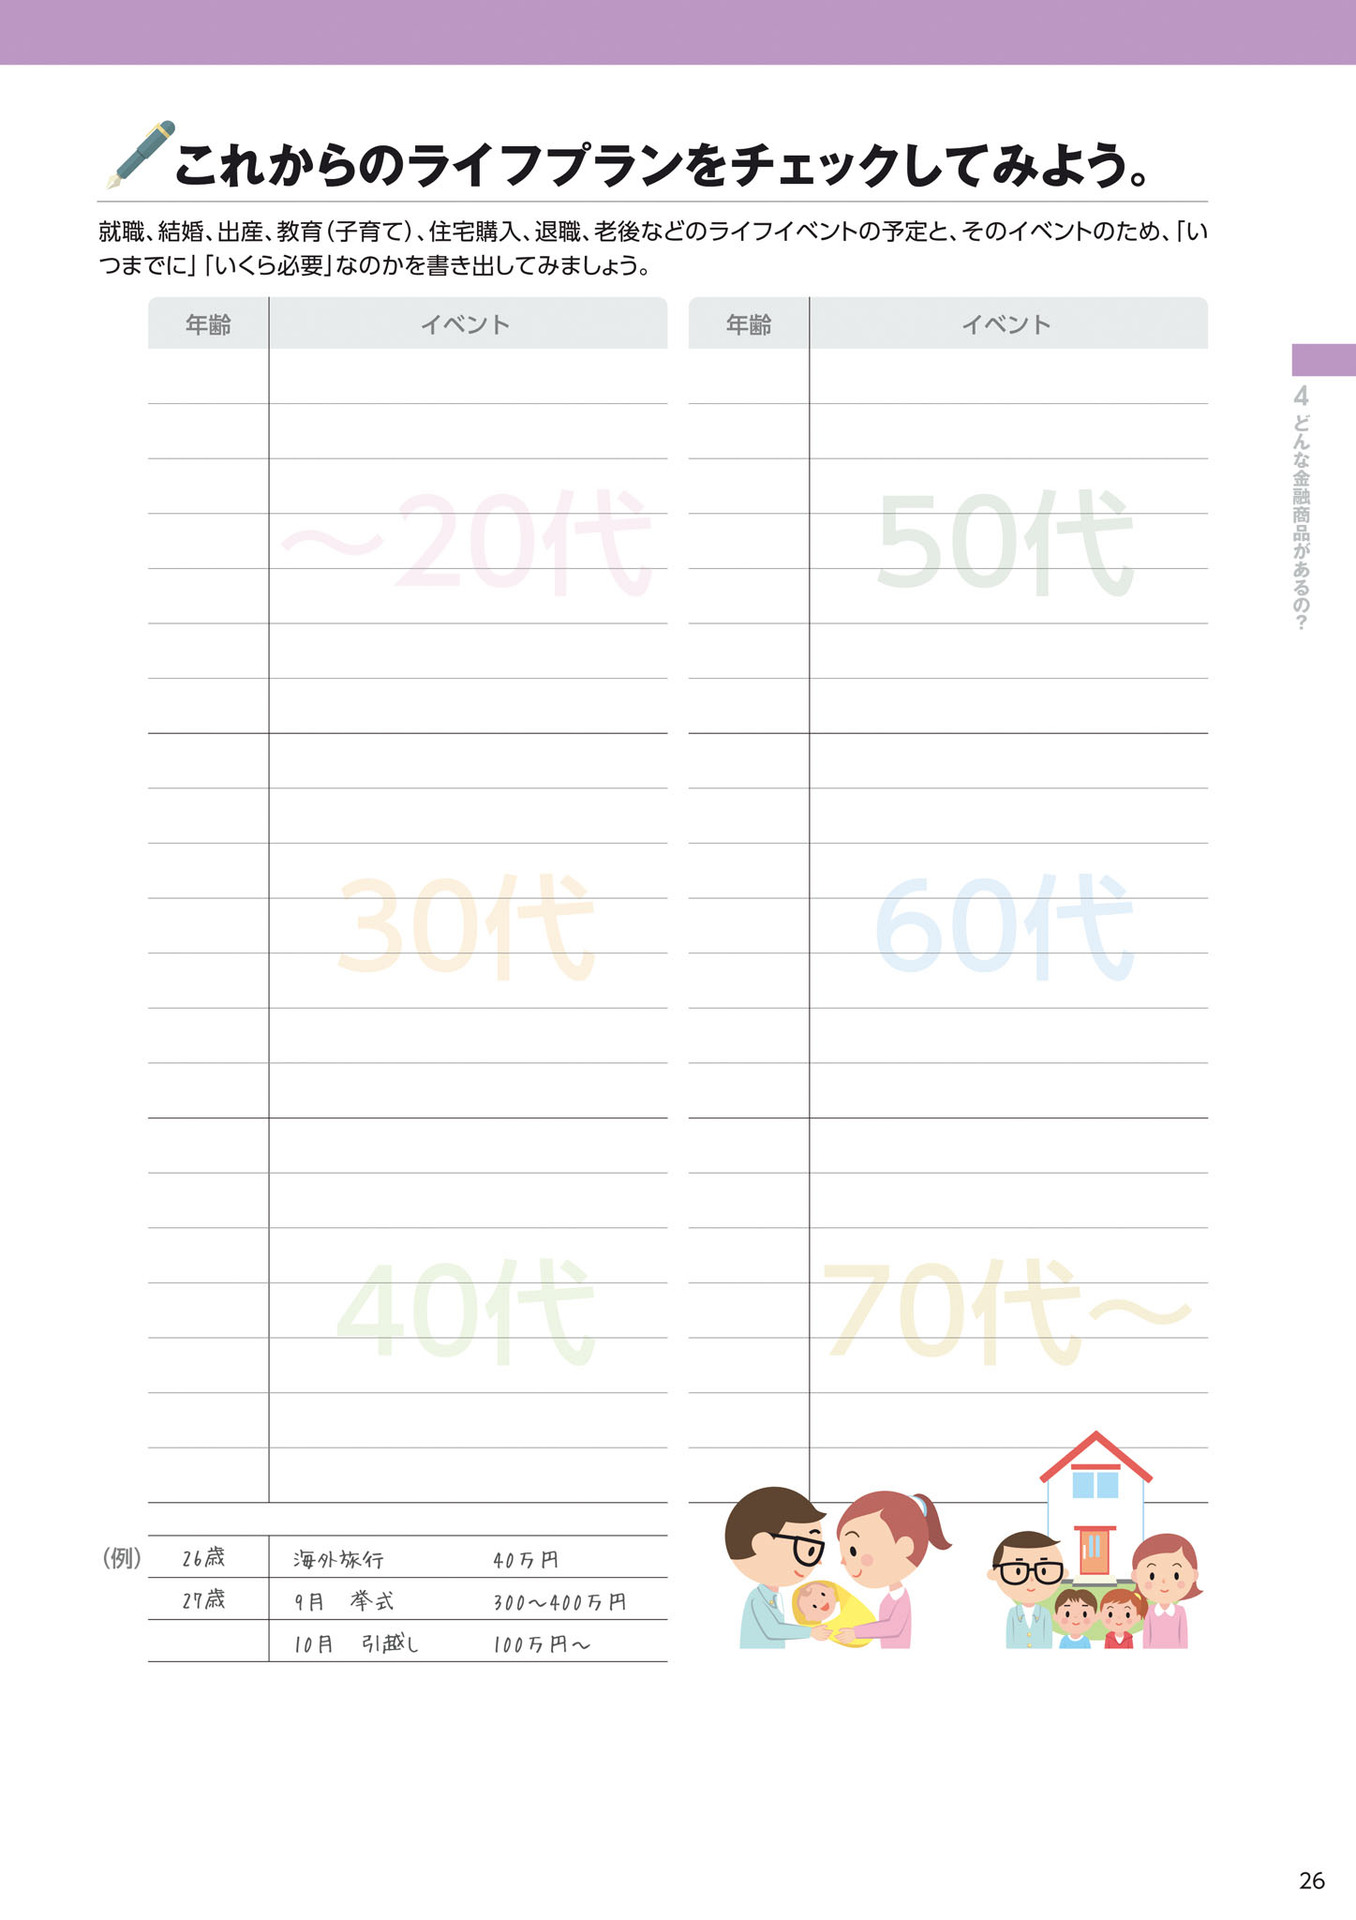 これからのライフプランをチェックしてみよう。
就職、結婚、出産、教育(子育て)、住宅購入、退職、老後などのライフイベントの予定と、そのイベントのため、「い
つまでに」「いくら必要」なのかを書き出してみましょう。
年齢 イベント
~20代
30代
40代
年齢 イベント
50代
60代
70代~
(例) 26歳 海外旅行 40万円
27歳 9月 挙式 300~400万円
10月 引越し 100万円~
4 どんな金融商品があるの?
26